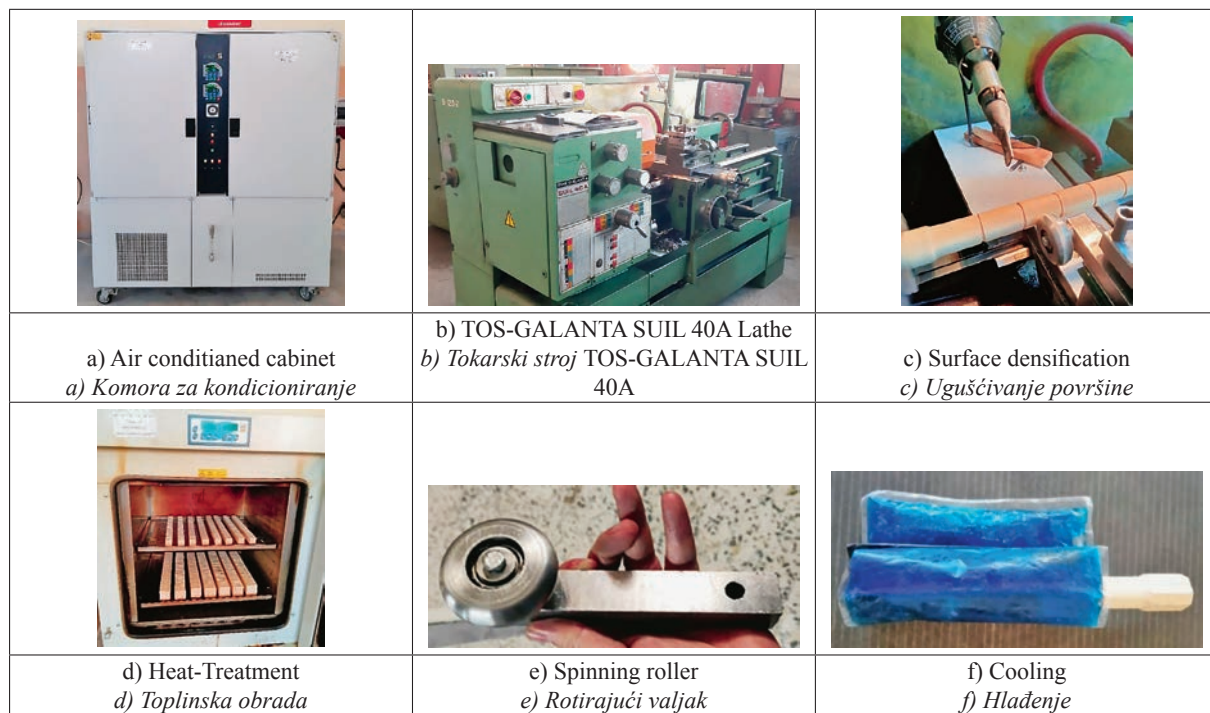 a) Air conditianed cabinet
a) Komora za kondicioniranje
b) TOS-GALANTA SUIL 40A Lathe
b) Tokarski stroj TOS-GALANTA SUIL
40A
c) Surface densification
c) Ugušćivanje površine
d) Heat-Treatment
d) Toplinska obrada
e) Spinning roller
e) Rotirajući valjak
f) Cooling
f) Hlađenje